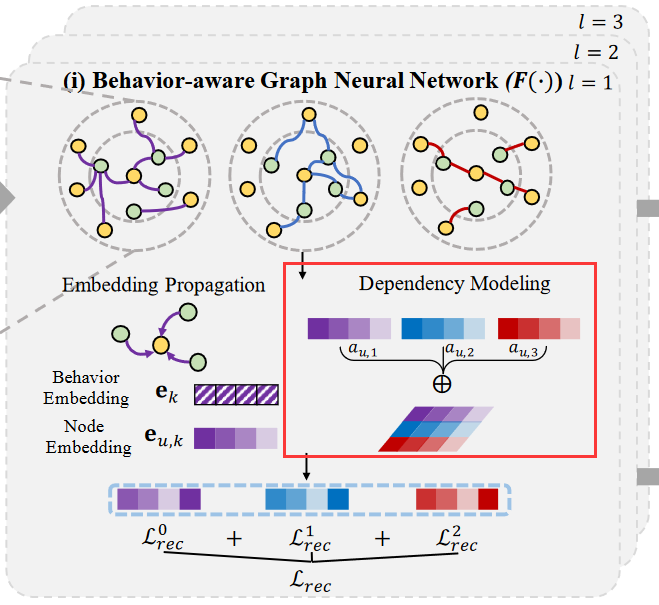 l = 3
l = 2
(i) Behavior-aware Graph Neural Network (F(·)) l = 1
Embedding Propagation
Dependency Modeling
a_{u,1} a_{u,2} a_{u,3}
⊕
Behavior
Embedding e_k
Node
Embedding e_{u,k}
ℒ^0_{rec} + ℒ^1_{rec} + ℒ^2_{rec}
ℒ_{rec}